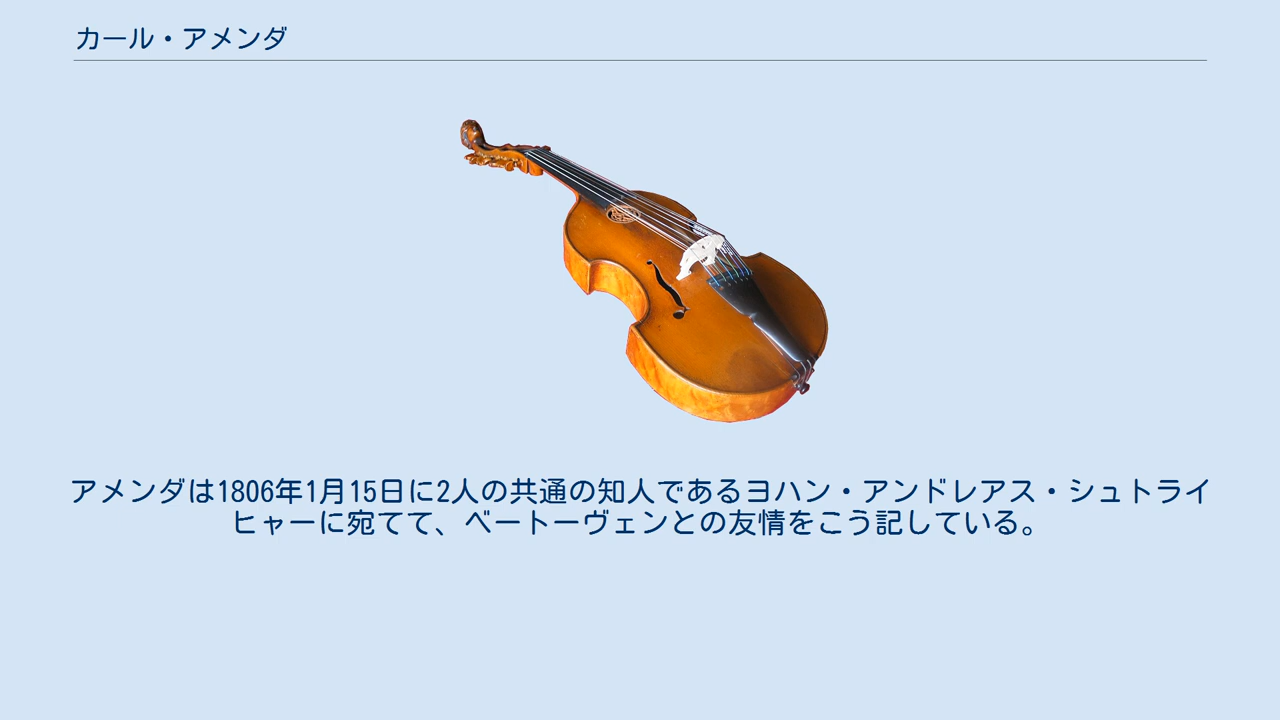 カール・アメンダ
アメンダは1806年1月15日に2人の共通の知人であるヨハン・アンドレアス・シュトライ
ヒャーに宛てて、ベートーヴェンとの友情をこう記している。